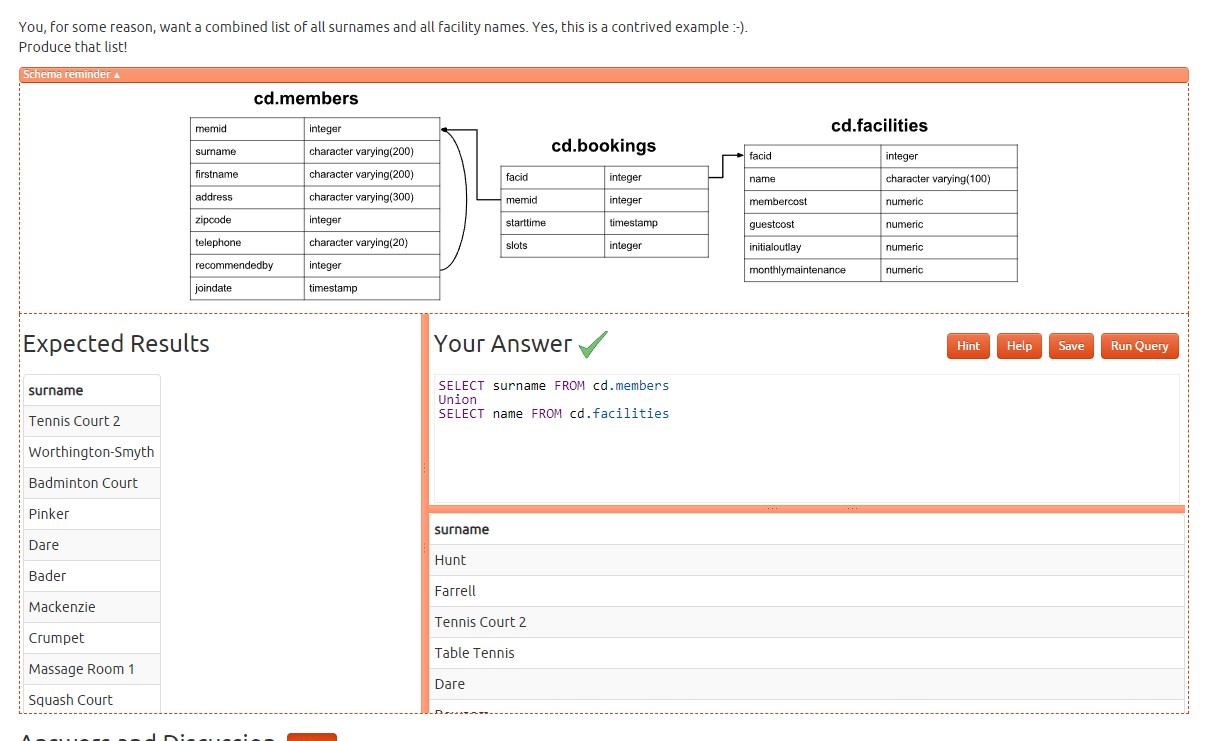 You, for some reason, want a combined list of all surnames and all facility names. Yes, this is a contrived example :-).
Produce that list!
Schema reminder ▲
cd.members
memid integer
surname character varying(200)
firstname character varying(200)
address character varying(300)
zipcode integer
telephone character varying(20)
recommendedby integer
joindate timestamp
cd.bookings
facid integer
memid integer
starttime timestamp
slots integer
cd.facilities
facid integer
name character varying(100)
membercost numeric
guestcost numeric
initialoutlay numeric
monthlymaintenance numeric
Expected Results
surname
Tennis Court 2
Worthington-Smyth
Badminton Court
Pinker
Dare
Bader
Mackenzie
Crumpet
Massage Room 1
Squash Court
Your Answer
Hint Help Save Run Query
SELECT surname FROM cd.members
Union
SELECT name FROM cd.facilities
surname
Hunt
Farrell
Tennis Court 2
Table Tennis
Dare
Answers and Discussion